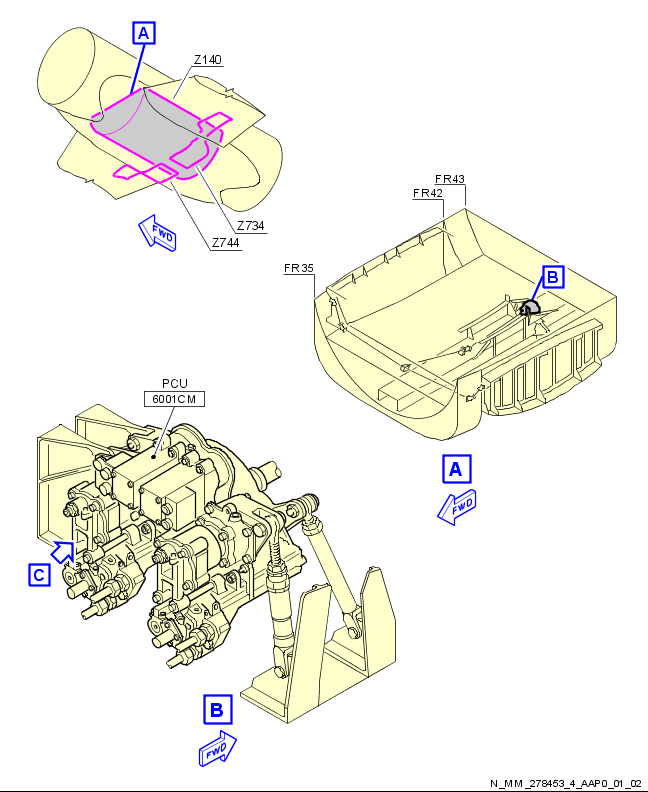 A
Z140
Z734
Z744
FWD
FR43
FR42
FR35
B
PCU
6001CM
A
FWD
C
B
FWD
N_MM_278453_4_AAP0_01_02